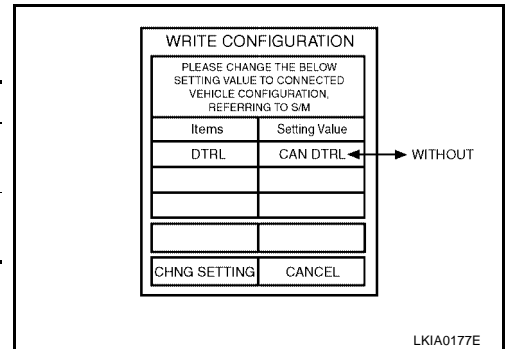 WRITE CONFIGURATION
PLEASE CHANGE THE BELOW
SETTING VALUE TO CONNECTED
VEHICLE CONFIGURATION,
REFERRING TO S/M
Items Setting Value
DTRL CAN DTRL WITHOUT
CHNG SETTING CANCEL
LKIA0177E